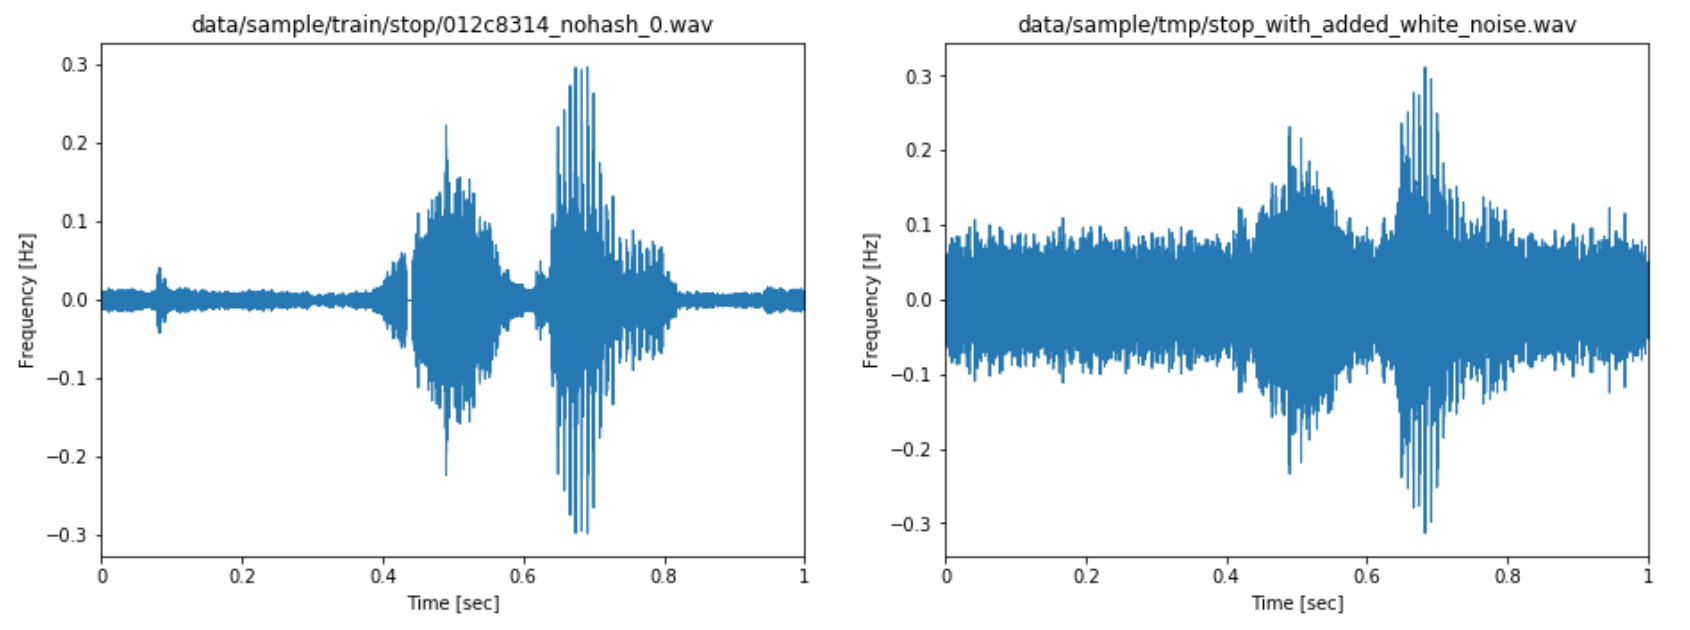 data/sample/train/stop/012c8314_nohash_0.wav
0.3
0.2
0.1
0.0
−0.1
−0.2
−0.3
Frequency [Hz]
0 0.2 0.4 0.6 0.8 1
Time [sec]
data/sample/tmp/stop_with_added_white_noise.wav
0.3
0.2
0.1
0.0
−0.1
−0.2
−0.3
Frequency [Hz]
0 0.2 0.4 0.6 0.8 1
Time [sec]